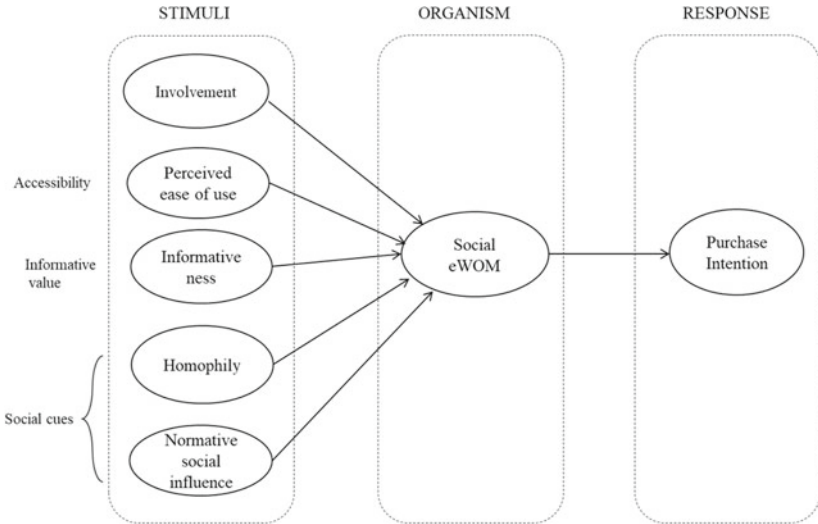 STIMULI
ORGANISM
RESPONSE
Involvement
Accessibility
Perceived
ease of use
Informative
value
Informative
ness
Social
eWOM
Purchase
Intention
Homophily
Social cues
Normative
social
influence